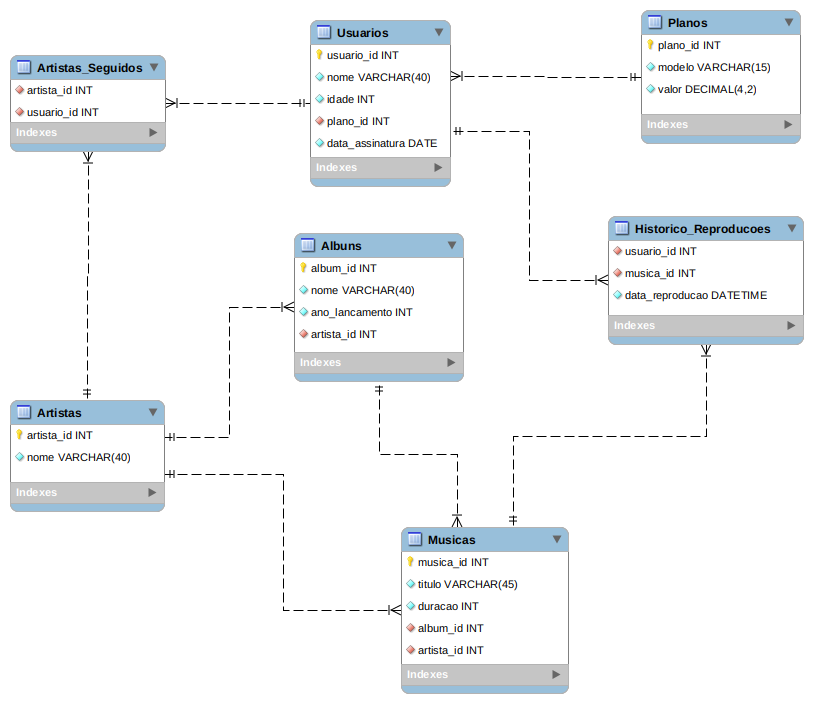 Artistas_Seguidos
artista_id INT
usuario_id INT
Indexes
Usuarios
usuario_id INT
nome VARCHAR(40)
idade INT
plano_id INT
data_assinatura DATE
Indexes
Planos
plano_id INT
modelo VARCHAR(15)
valor DECIMAL(4,2)
Indexes
Albuns
album_id INT
nome VARCHAR(40)
ano_lancamento INT
artista_id INT
Indexes
Historico_Reproducoes
usuario_id INT
musica_id INT
data_reproducao DATETIME
Indexes
Artistas
artista_id INT
nome VARCHAR(40)
Indexes
Musicas
musica_id INT
titulo VARCHAR(45)
duracao INT
album_id INT
artista_id INT
Indexes